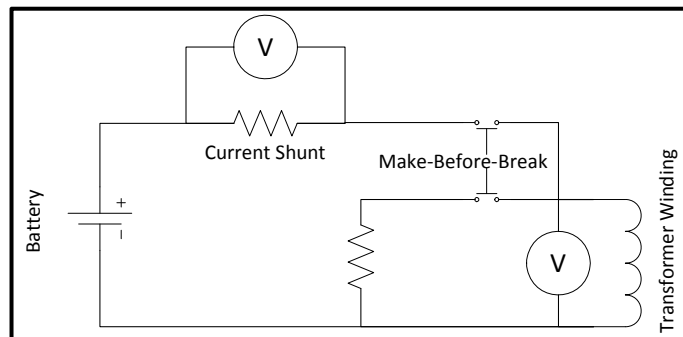 V
Current Shunt
Make-Before-Break
Battery
+
−
V
Transformer Winding